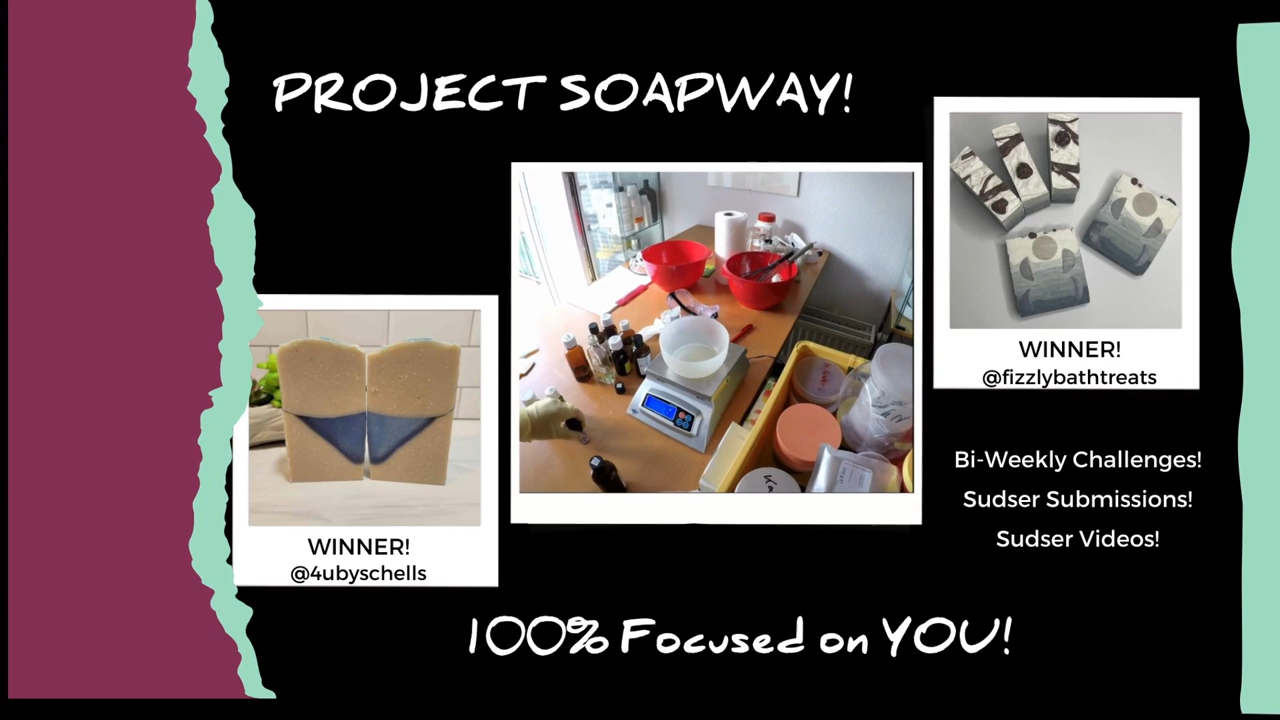 PROJECT SOAPWAY!
WINNER!
@fizzlybathtreats
Bi-Weekly Challenges!
Sudser Submissions!
Sudser Videos!
WINNER!
@4ubyschells
100% Focused on YOU!